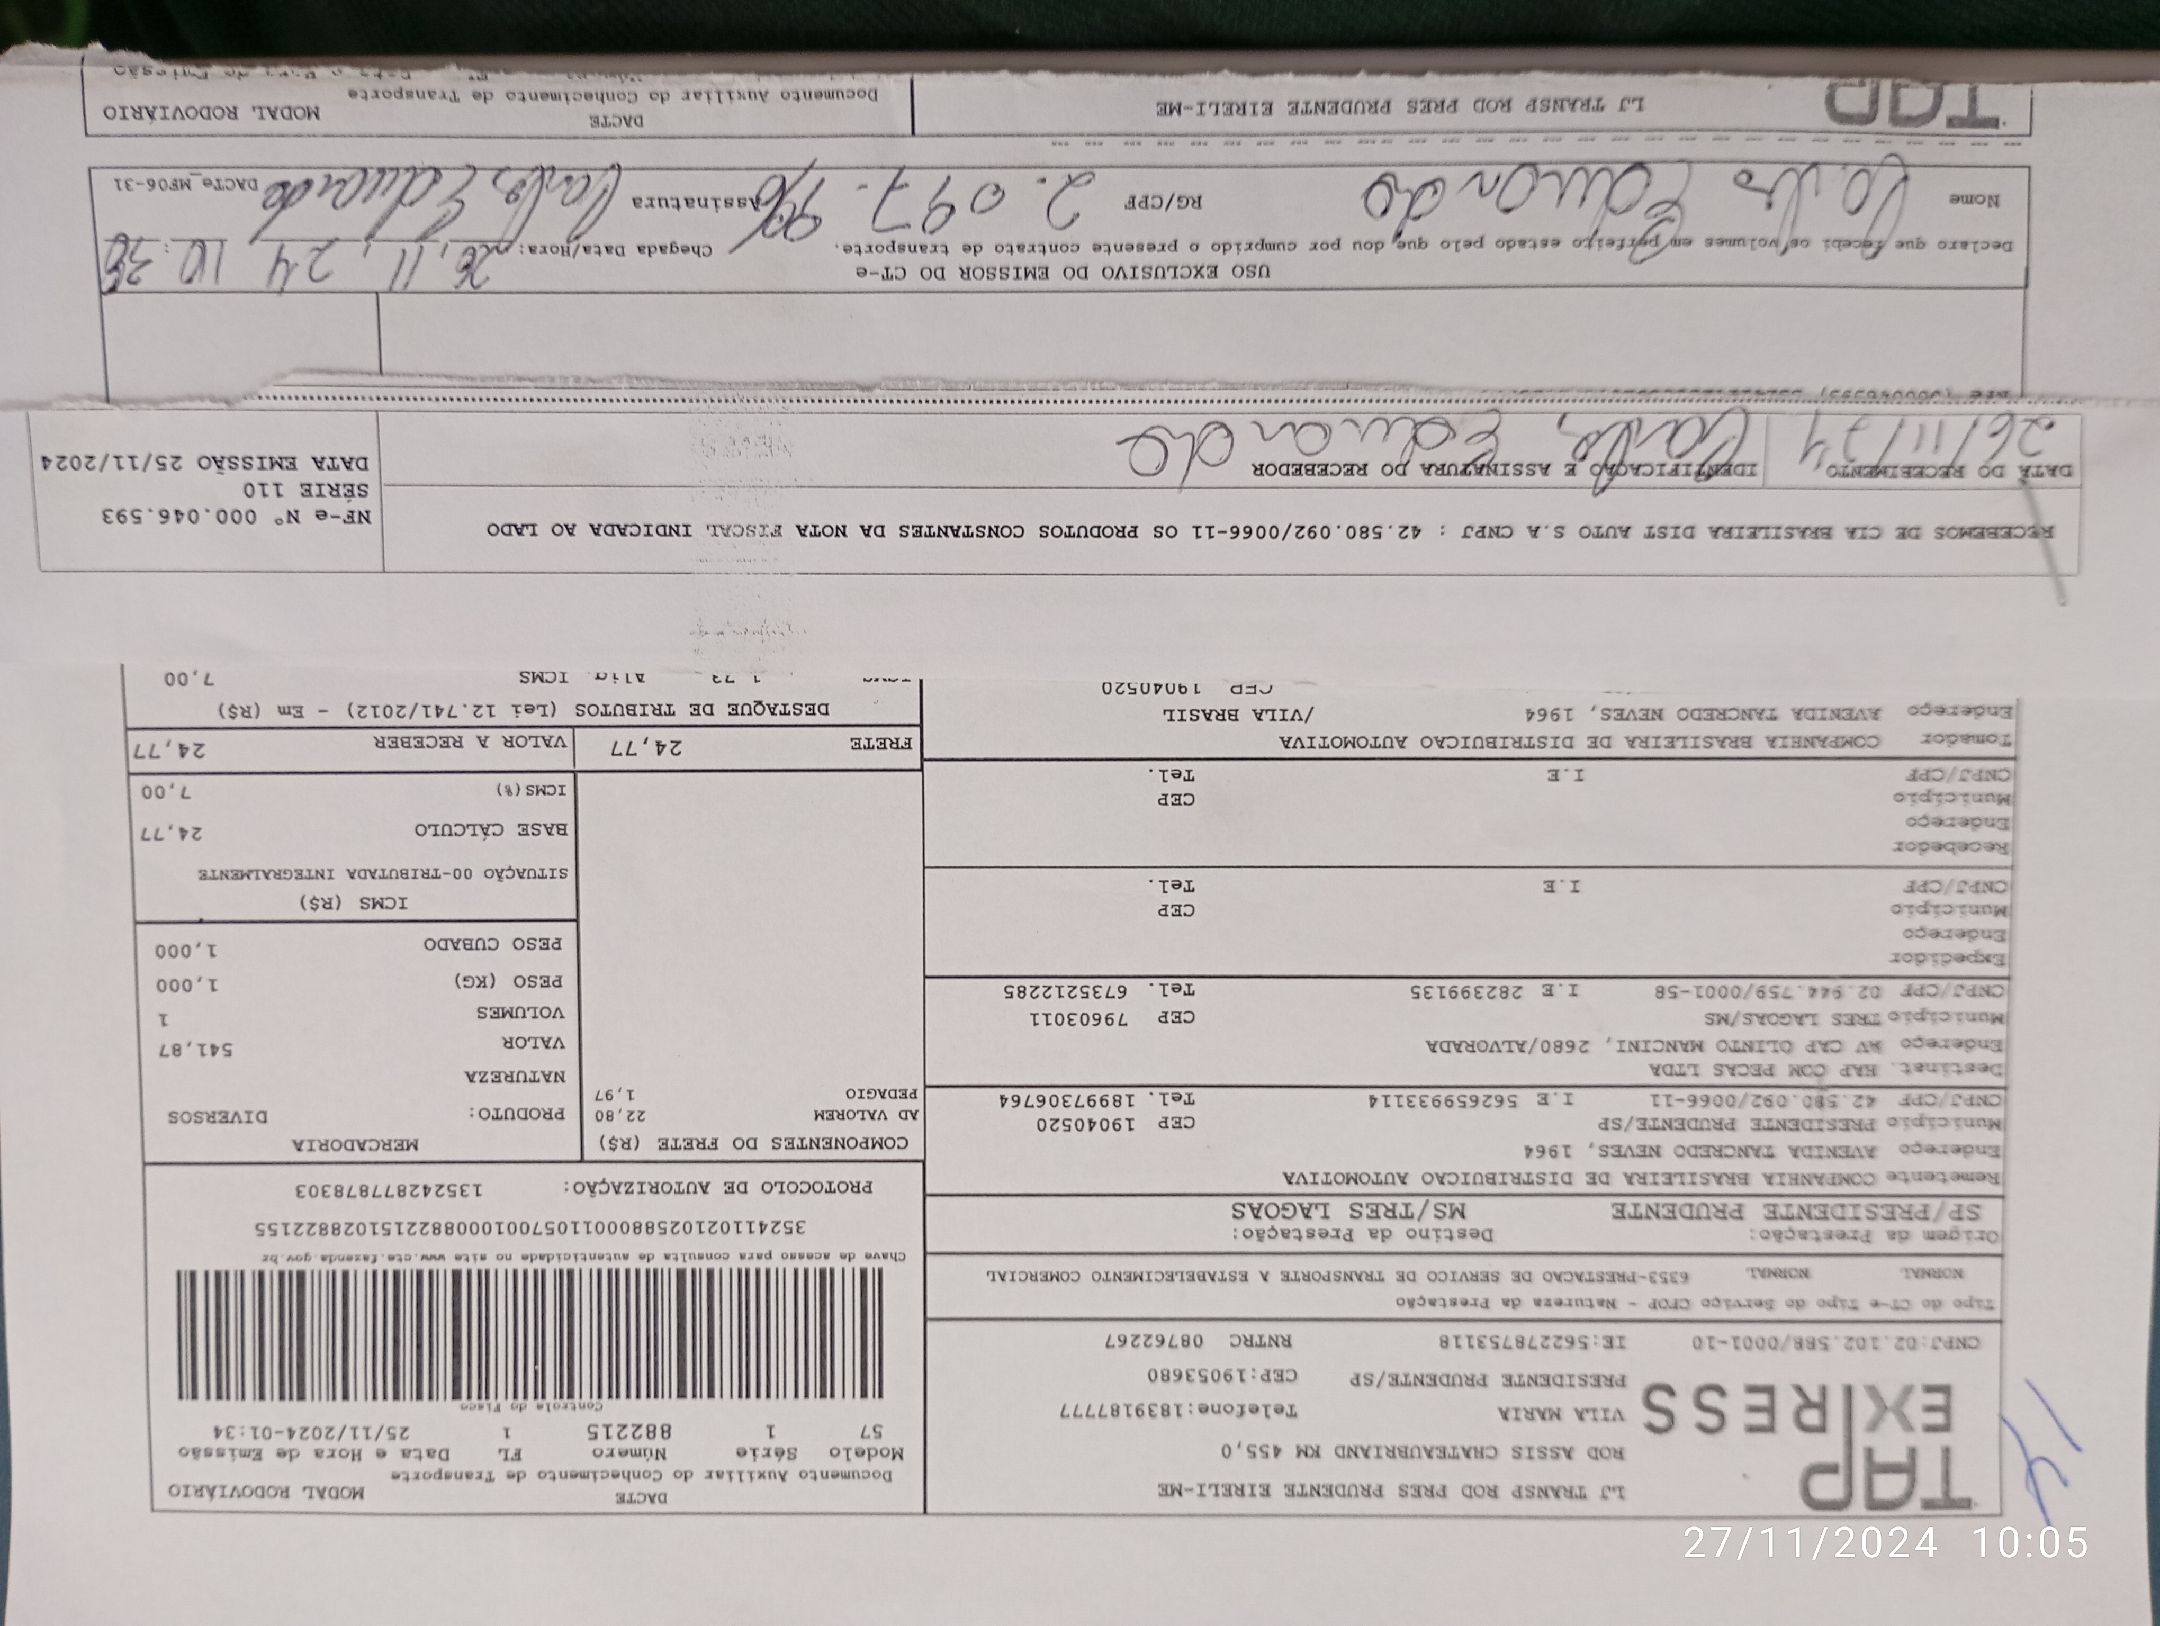 TAP EXPRESS
LJ TRANSP ROD PRES PRUDENTE EIRELI-ME
ROD ASSIS CHATEAUBRIAND KM 455,0
VILA MARIA Telefone:1839187777
PRESIDENTE PRUDENTE/SP CEP:19053680
CNPJ:02.102.588/0001-10 IE:562278753118 RNTRC 08762267
DACTE MODAL RODOVIÁRIO
Documento Auxiliar do Conhecimento de Transporte
Modelo Série Número FL Data e Hora de Emissão
57 1 882215 1 25/11/2024-01:34
Controle do Fisco
Chave de acesso para consulta de autenticidade no site www.cte.fazenda.gov.br
35241102102588000110570010008822151028822155
PROTOCOLO DE AUTORIZAÇÃO: 135242877878303
Tipo do CT-e Tipo do Serviço CFOP - Natureza da Prestação
NORMAL NORMAL 6353-PRESTACAO DE SERVICO DE TRANSPORTE A ESTABELECIMENTO COMERCIAL
Origem da Prestação: Destino da Prestação:
SP/PRESIDENTE PRUDENTE MS/TRES LAGOAS
Remetente COMPANHIA BRASILEIRA DE DISTRIBUICAO AUTOMOTIVA
Endereço AVENIDA TANCREDO NEVES, 1964
Município PRESIDENTE PRUDENTE/SP CEP 19040520
CNPJ/CPF 42.580.092/0066-11 I.E 562659933114 Tel. 18997306764
Destinat. RAP COM PECAS LTDA
Endereço AV CAP OLINTO MANCINI, 2680/ALVORADA
Município TRES LAGOAS/MS CEP 79603011
CNPJ/CPF 02.944.759/0001-58 I.E 282399135 Tel. 6735212285
Expedidor
Endereço
Município CEP
CNPJ/CPF I.E Tel.
Recebedor
Endereço
Município CEP
CNPJ/CPF I.E Tel.
Tomador COMPANHIA BRASILEIRA DE DISTRIBUICAO AUTOMOTIVA
Endereço AVENIDA TANCREDO NEVES, 1964 /VILA BRASIL
CEP 19040520
COMPONENTES DO FRETE (R$)
AD VALOREM 22,80
PEDAGIO 1,97
MERCADORIA
PRODUTO: DIVERSOS
NATUREZA
VALOR 541,87
VOLUMES 1
PESO (KG) 1,000
PESO CUBADO 1,000
ICMS (R$)
SITUAÇÃO 00-TRIBUTADA INTEGRALMENTE
BASE CÁLCULO 24,77
ICMS(%) 7,00
FRETE 24,77 VALOR A RECEBER 24,77
DESTAQUE DE TRIBUTOS (Lei 12.741/2012) - Em (R$)
ICMS 7,00
RECEBEMOS DE CIA BRASILEIRA DIST AUTO S.A CNPJ : 42.580.092/0066-11 OS PRODUTOS CONSTANTES DA NOTA FISCAL INDICADA AO LADO
DATA DO RECEBIMENTO IDENTIFICAÇÃO E ASSINATURA DO RECEBEDOR
26/11/24 Carlos Eduardo
NF-e Nº 000.046.593
SÉRIE 110
DATA EMISSÃO 25/11/2024
USO EXCLUSIVO DO EMISSOR DO CT-e
Declaro que recebi os volumes em perfeito estado pelo que dou por cumprido o presente contrato de transporte. Chegada Data/Hora: 26, 11, 24 10:30
Nome Carlos Eduardo RG/CPF 2.097. Assinatura Carlos Eduardo DACTe_MF06-31
TAP LJ TRANSP ROD PRES PRUDENTE EIRELI-ME
DACTE MODAL RODOVIÁRIO
Documento Auxiliar do Conhecimento de Transporte
27/11/2024 10:05